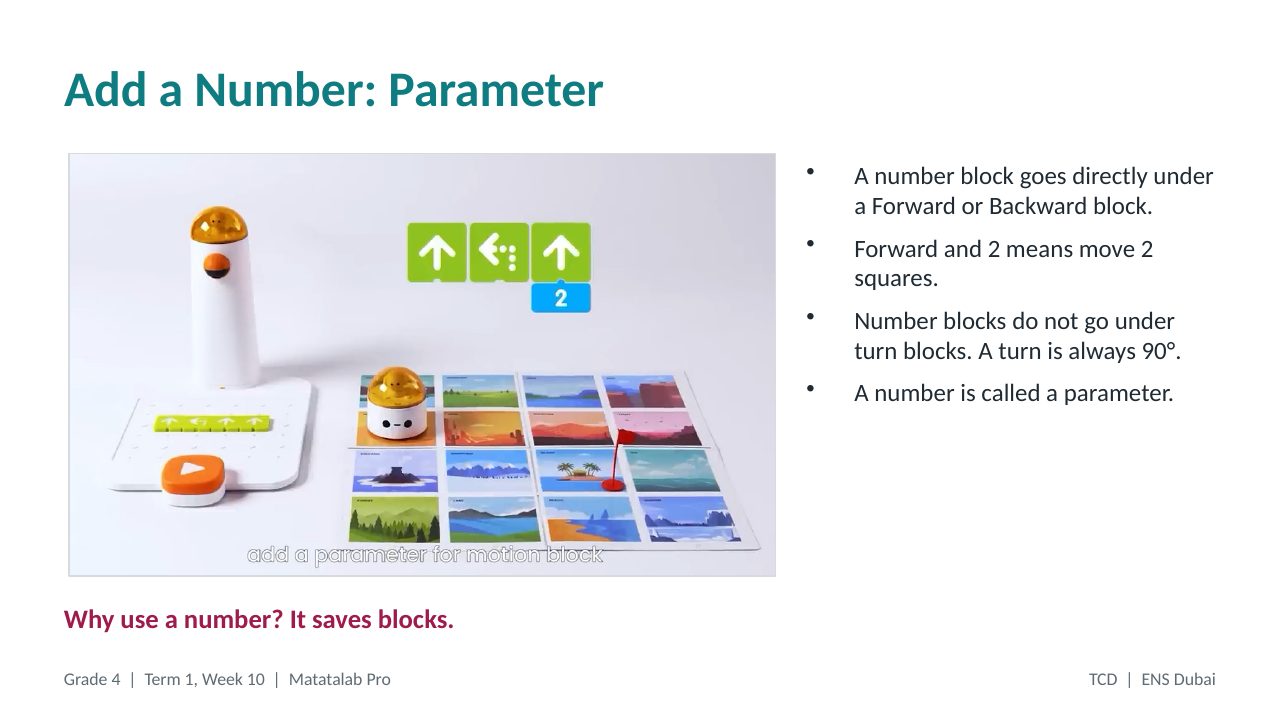 Add a Number: Parameter
2
add a parameter for motion block
• A number block goes directly under
a Forward or Backward block.
• Forward and 2 means move 2
squares.
• Number blocks do not go under
turn blocks. A turn is always 90°.
• A number is called a parameter.
Why use a number? It saves blocks.
Grade 4 | Term 1, Week 10 | Matatalab Pro
TCD | ENS Dubai